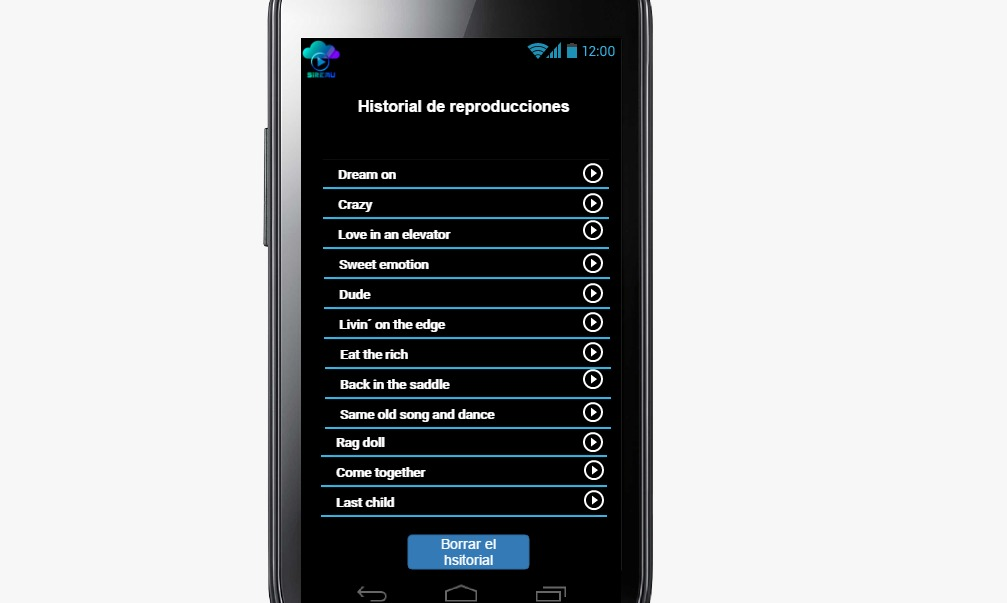 SIREMU
12:00
Historial de reproducciones
Dream on
Crazy
Love in an elevator
Sweet emotion
Dude
Livin´ on the edge
Eat the rich
Back in the saddle
Same old song and dance
Rag doll
Come together
Last child
Borrar el
hsitorial